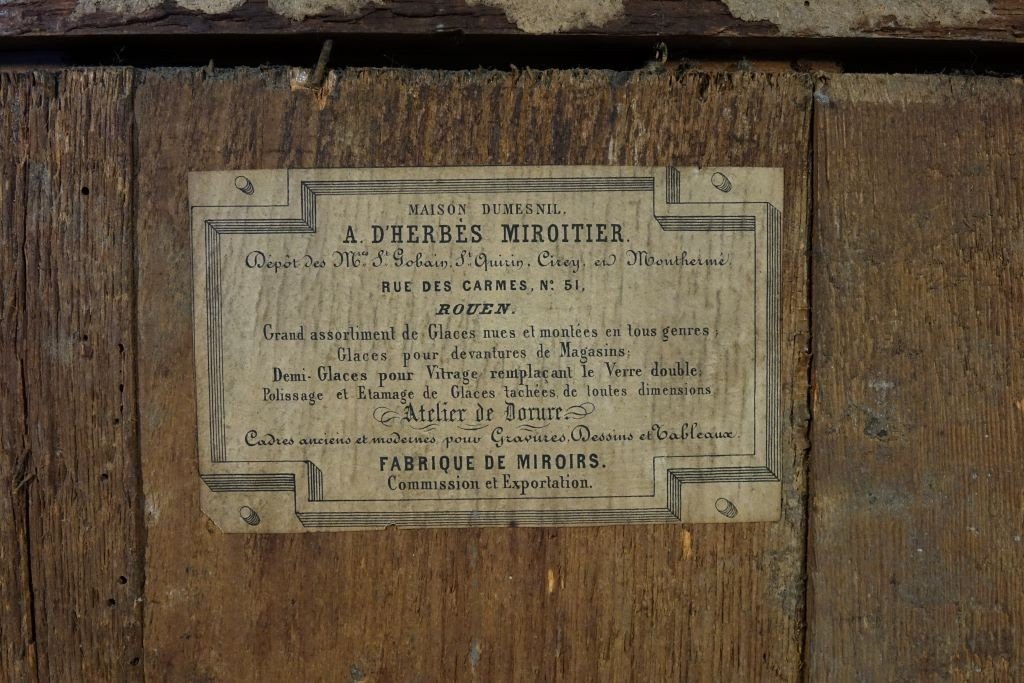 MAISON DUMESNIL,
A. D'HERBÈS MIROITIER.
Dépôt des Mres St Gobain, St Quirin, Cirey, et Monthermé.
RUE DES CARMES, No 51,
ROUEN.
Grand assortiment de Glaces nues et montées en tous genres;
Glaces pour devantures de Magasins;
Demi-Glaces pour Vitrage remplaçant le Verre double;
Polissage et Etamage de Glaces tachées, de toutes dimensions,
Atelier de Dorure.
Cadres anciens et modernes pour Gravures, Dessins et Tableaux.
FABRIQUE DE MIROIRS.
Commission et Exportation.